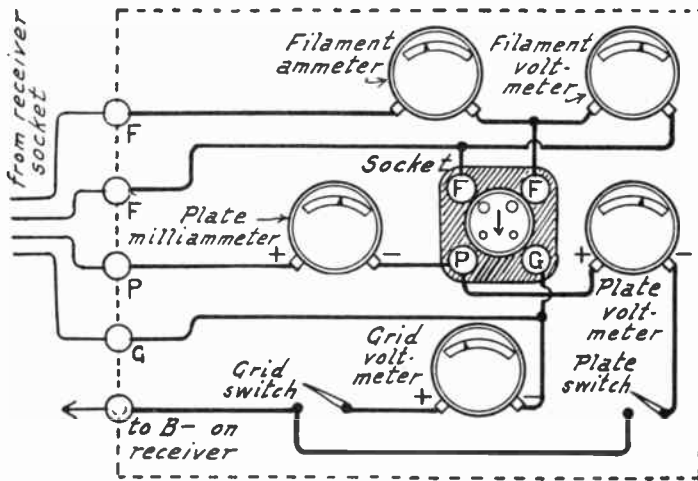 from receiver
socket
Filament
ammeter
Filament
volt-
meter
F
Socket
F
F
F
Plate
milliammeter
+
-
P
G
+
-
P
Plate
volt-
meter
G
Grid
volt-
meter
Grid
switch
+
-
Plate
switch
to B- on
receiver